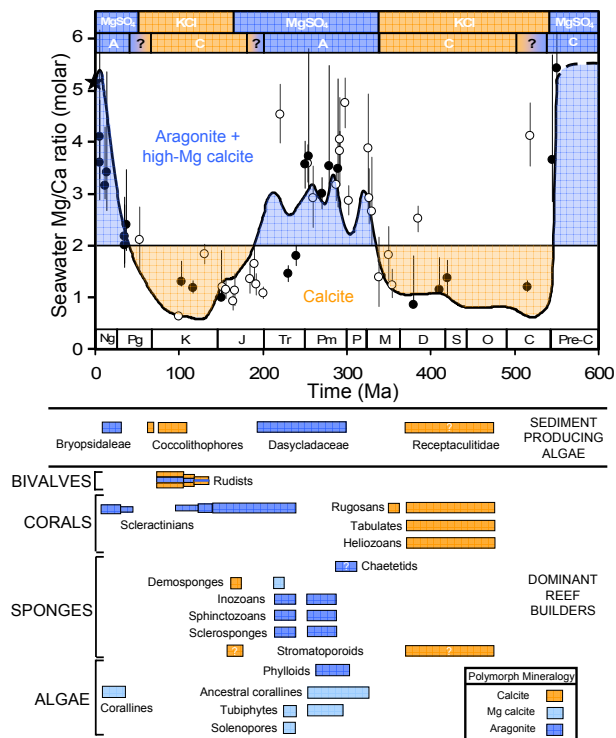 MgSO₄ KCl MgSO₄ KCl MgSO₄
A ? C ? A C ? C
Seawater Mg/Ca ratio (molar)
6
5
4
3
2
1
0
Aragonite +
high-Mg calcite
Calcite
Ng Pg K J Tr Pm P M D S O C Pre-C
0 100 200 300 400 500 600
Time (Ma)
Bryopsidaleae
Coccolithophores
Dasycladaceae
?
Receptaculitidae
SEDIMENT
PRODUCING
ALGAE
BIVALVES
Rudists
CORALS
Scleractinians
Rugosans
Tabulates
Heliozoans
SPONGES
?
Chaetetids
Demosponges
Inozoans
Sphinctozoans
Sclerosponges
? Stromatoporoids ?
DOMINANT
REEF
BUILDERS
ALGAE
Phylloids
Corallines
Ancestral corallines
Tubiphytes
Solenopores
Polymorph Mineralogy
Calcite
Mg calcite
Aragonite